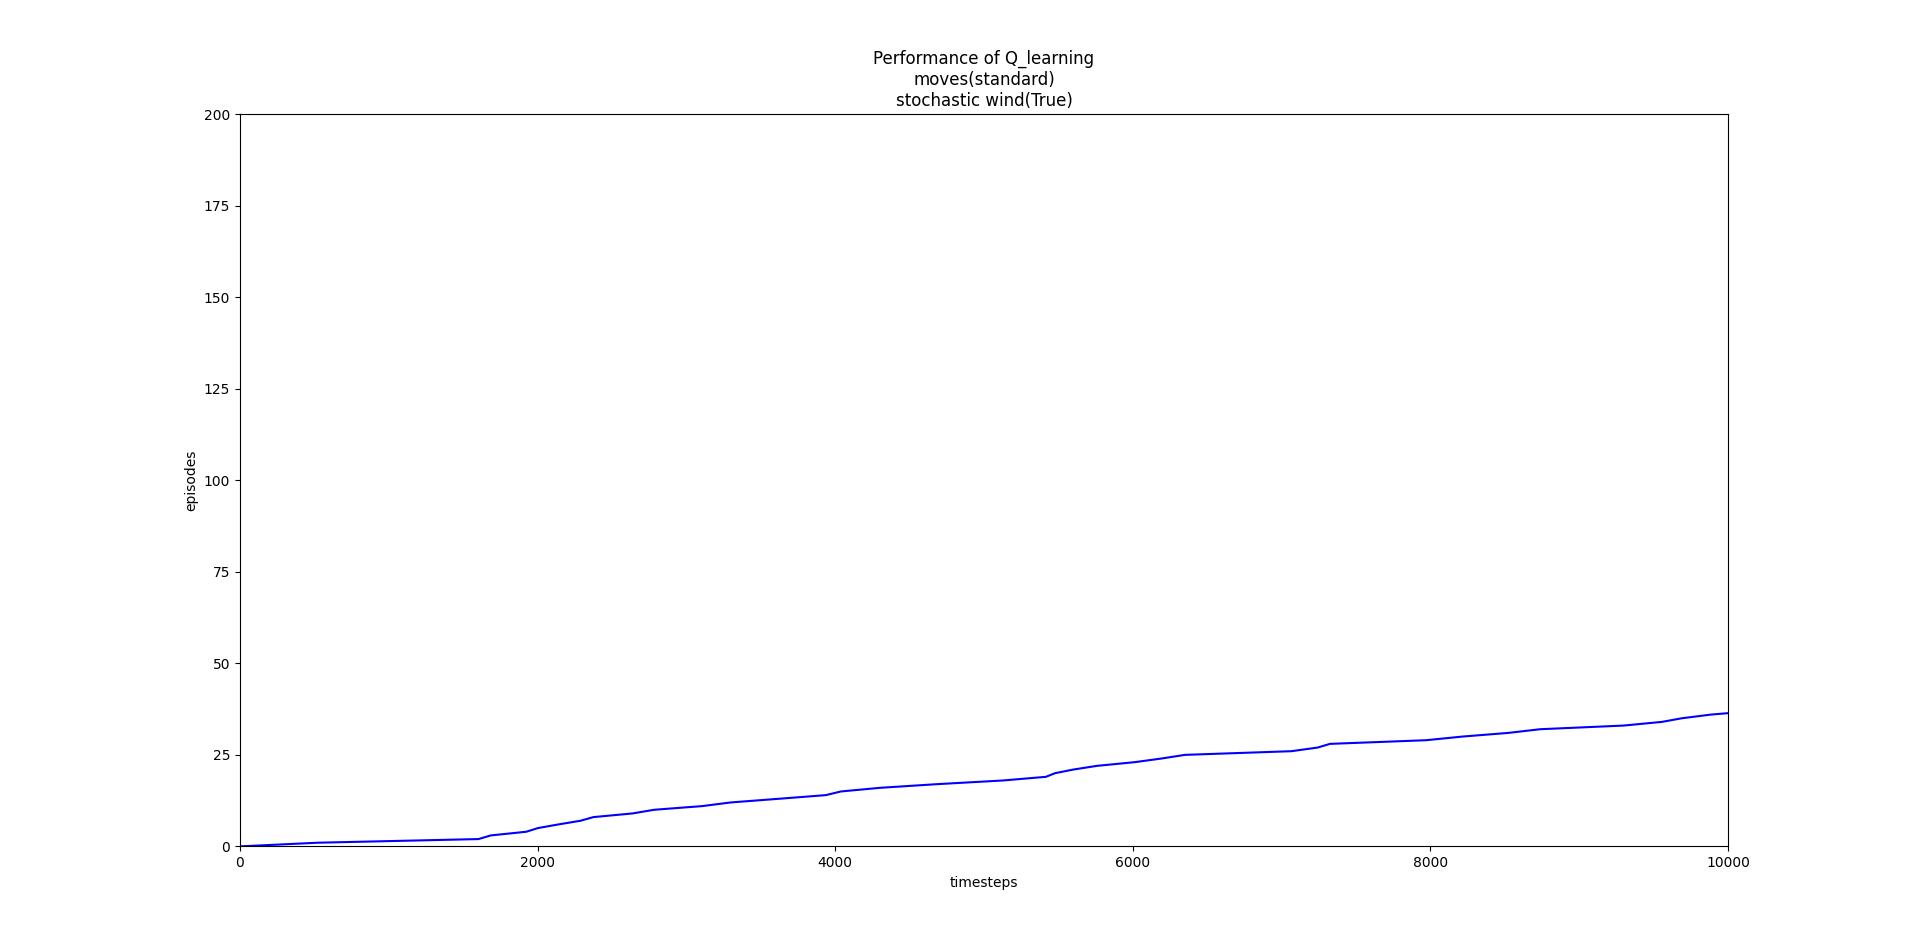 Performance of Q_learning
moves(standard)
stochastic wind(True)
200
175
150
125
100
75
50
25
0
episodes
0 2000 4000 6000 8000 10000
timesteps